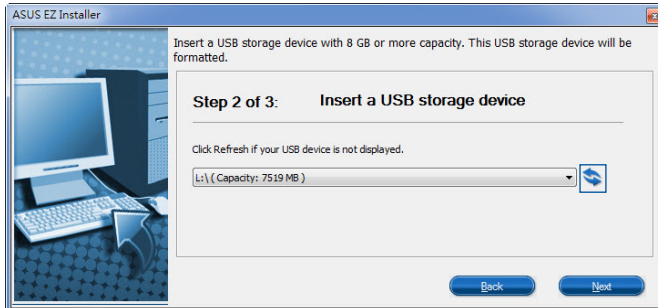 ASUS EZ Installer
Insert a USB storage device with 8 GB or more capacity. This USB storage device will be
formatted.
Step 2 of 3: Insert a USB storage device
Click Refresh if your USB device is not displayed.
L:\ ( Capacity: 7519 MB )
Back Next